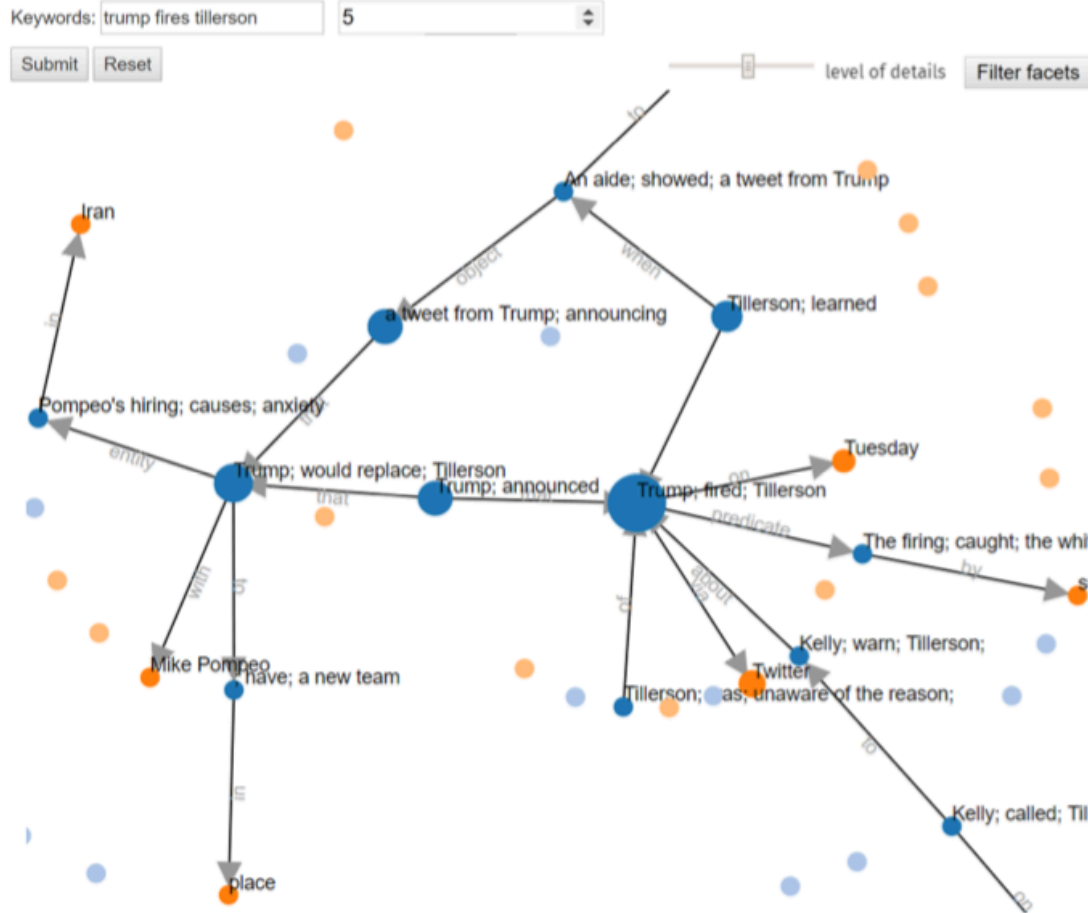 Keywords: trump fires tillerson 5
Submit Reset
level of details Filter facets
to
An aide; showed; a tweet from Trump
Iran
when
object
in
Tillerson; learned
a tweet from Trump; announcing
Pompeo's hiring; causes; anxiety
entity
Tuesday
on
Trump; would replace; Tillerson
Trump; announced
Trump; fired; Tillerson
that
predicate
The firing; caught; the whi
by
s
with
of
about
via
of
Kelly; warn; Tillerson;
Mike Pompeo
Twitter
have; a new team
Tillerson; was; unaware of the reason;
to
in
Kelly; called; Til
place
on